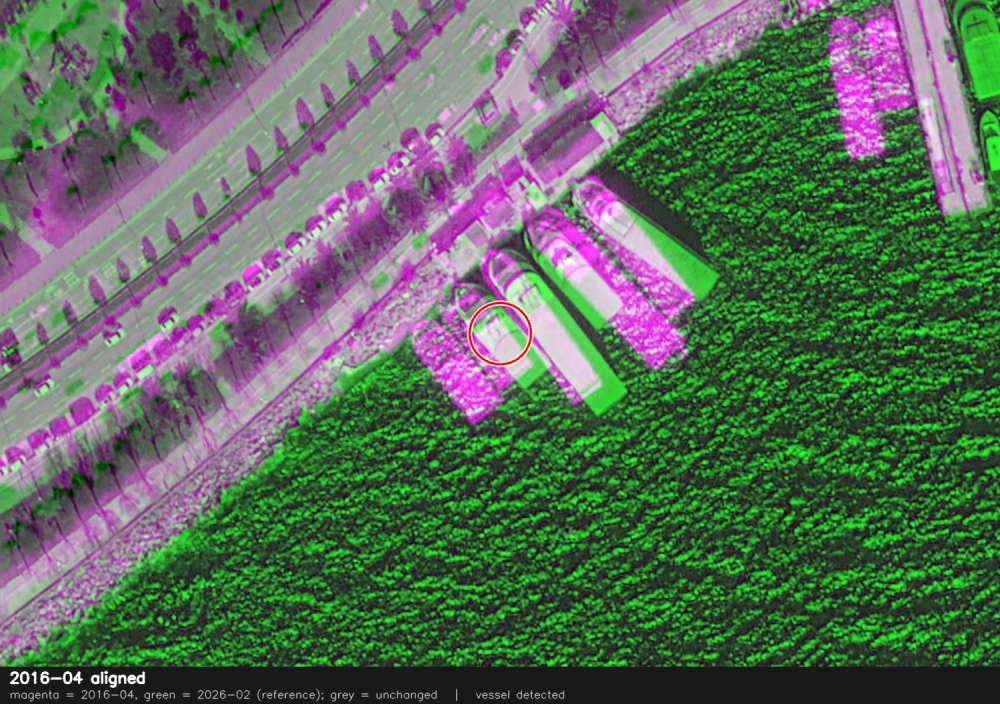 2016-04 aligned
magenta = 2016-04, green = 2026-02 (reference); grey = unchanged | vessel detected